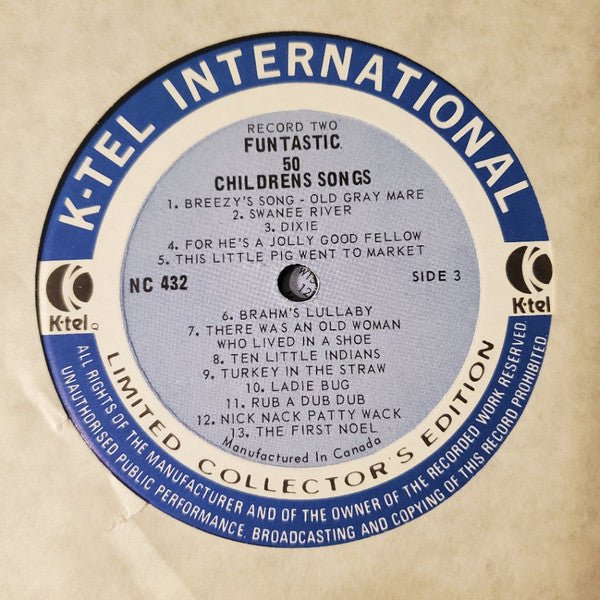 K-TEL INTERNATIONAL
RECORD TWO
FUNTASTIC
50
CHILDRENS SONGS
1. BREEZY'S SONG - OLD GRAY MARE
2. SWANEE RIVER
3. DIXIE
4. FOR HE'S A JOLLY GOOD FELLOW
5. THIS LITTLE PIG WENT TO MARKET
NC 432
SIDE 3
K-tel
K-tel
6. BRAHM'S LULLABY
7. THERE WAS AN OLD WOMAN
WHO LIVED IN A SHOE
8. TEN LITTLE INDIANS
9. TURKEY IN THE STRAW
10. LADIE BUG
11. RUB A DUB DUB
12. NICK NACK PATTY WACK
13. THE FIRST NOEL
Manufactured In Canada
LIMITED COLLECTOR'S EDITION
ALL RIGHTS OF THE MANUFACTURER AND OF THE OWNER OF THE RECORDED WORK RESERVED
UNAUTHORISED PUBLIC PERFORMANCE, BROADCASTING AND COPYING OF THIS RECORD PROHIBITED.